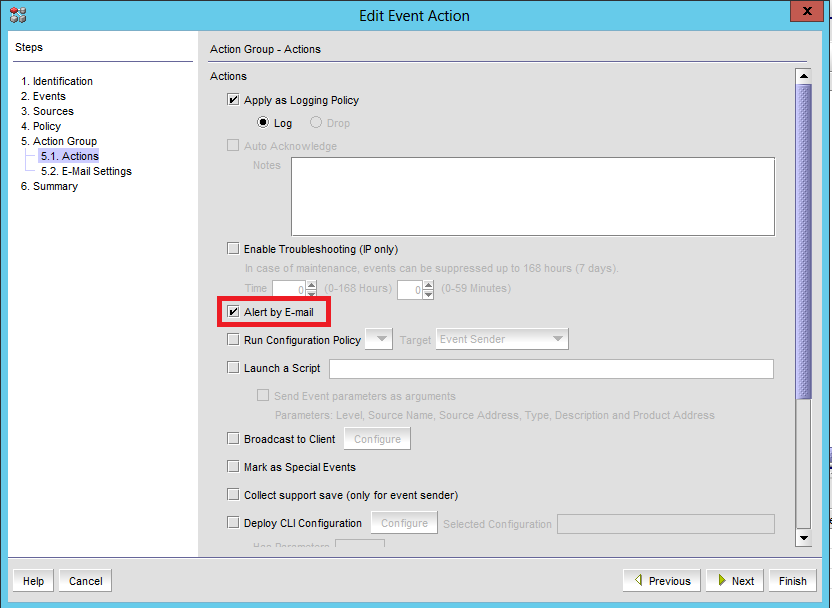 Edit Event Action
x
Steps
1. Identification
2. Events
3. Sources
4. Policy
5. Action Group
5.1. Actions
5.2. E-Mail Settings
6. Summary
Action Group - Actions
Actions
Apply as Logging Policy
Log Drop
Auto Acknowledge
Notes
Enable Troubleshooting (IP only)
In case of maintenance, events can be suppressed up to 168 hours (7 days).
Time 0 (0-168 Hours) 0 (0-59 Minutes)
Alert by E-mail
Run Configuration Policy Target Event Sender
Launch a Script
Send Event parameters as arguments
Parameters: Level, Source Name, Source Address, Type, Description and Product Address
Broadcast to Client Configure
Mark as Special Events
Collect support save (only for event sender)
Deploy CLI Configuration Configure Selected Configuration
Has Parameters
Help Cancel Previous Next Finish